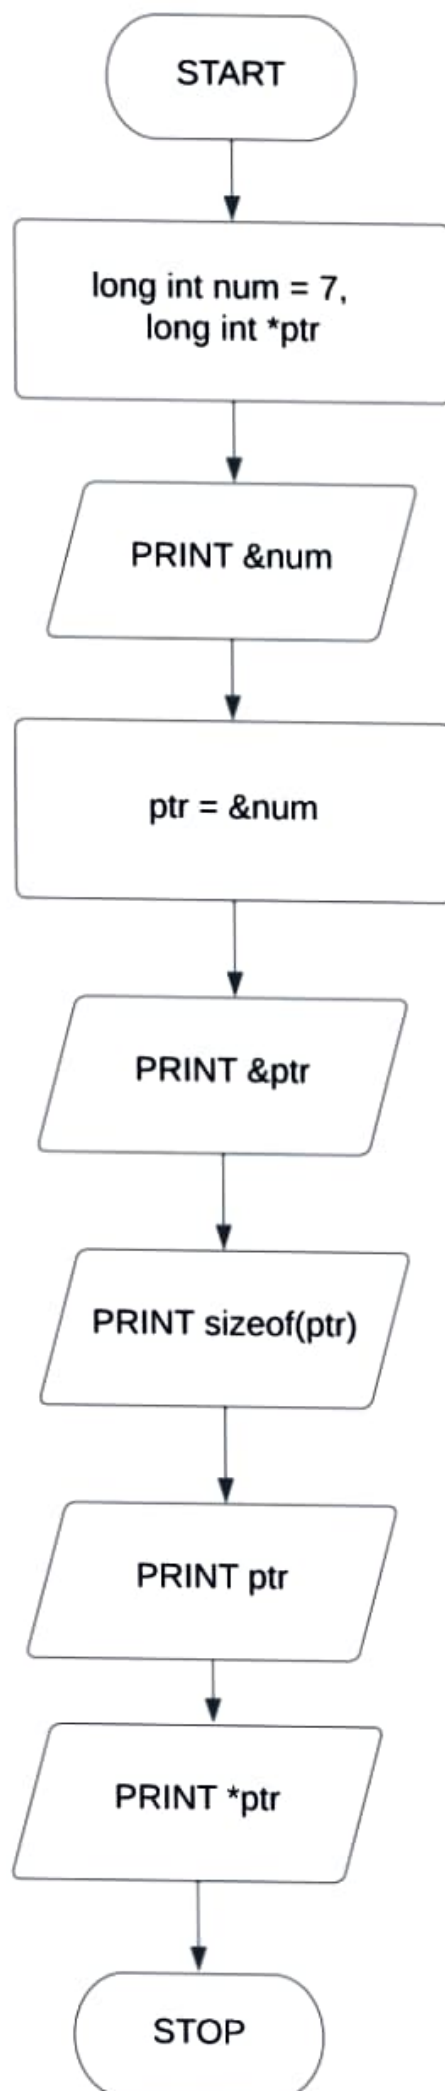 START
long int num = 7,
long int *ptr
PRINT &num
ptr = &num
PRINT &ptr
PRINT sizeof(ptr)
PRINT ptr
PRINT *ptr
STOP